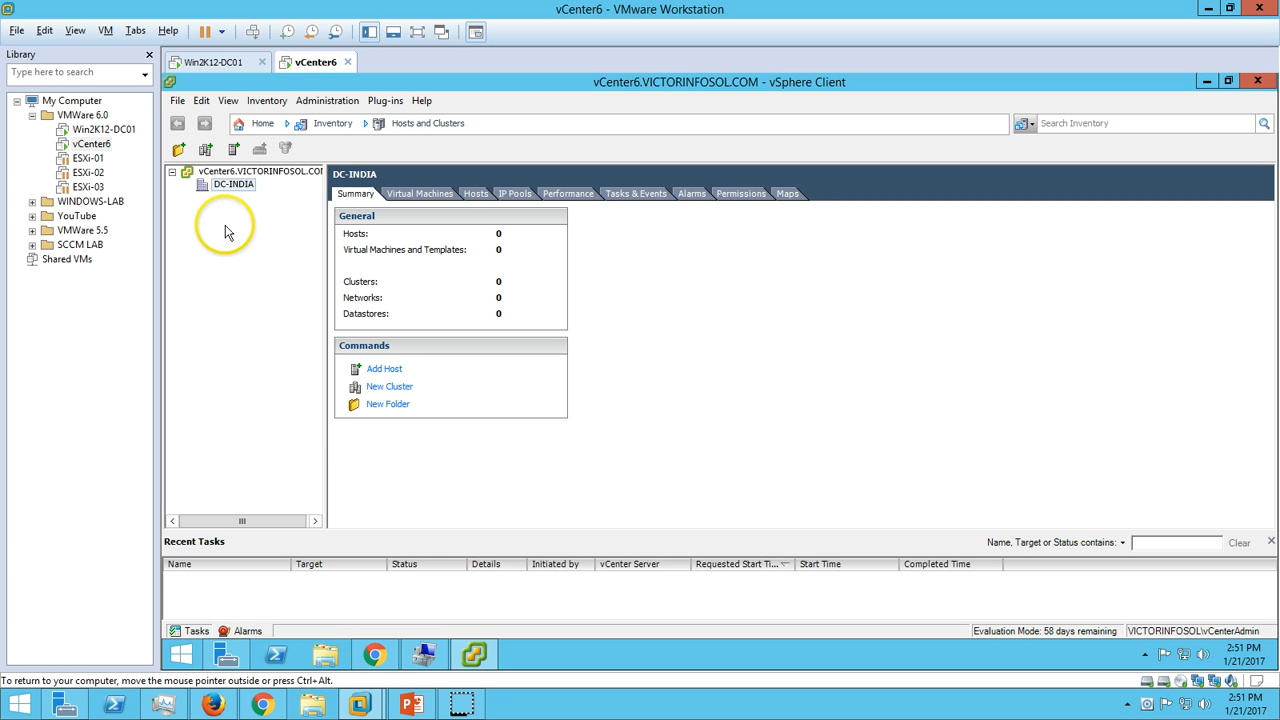 vCenter6 - VMware Workstation
File Edit View VM Tabs Help
Library
Type here to search
My Computer
VMWare 6.0
Win2K12-DC01
vCenter6
ESXi-01
ESXi-02
ESXi-03
WINDOWS-LAB
YouTube
VMWare 5.5
SCCM LAB
Shared VMs
Win2K12-DC01 vCenter6
vCenter6.VICTORINFOSOL.COM - vSphere Client
File Edit View Inventory Administration Plug-ins Help
Home Inventory Hosts and Clusters Search Inventory
vCenter6.VICTORINFOSOL.COM
DC-INDIA
DC-INDIA
Summary Virtual Machines Hosts IP Pools Performance Tasks & Events Alarms Permissions Maps
General
Hosts: 0
Virtual Machines and Templates: 0
Clusters: 0
Networks: 0
Datastores: 0
Commands
Add Host
New Cluster
New Folder
Recent Tasks Name, Target or Status contains: Clear
Name Target Status Details Initiated by vCenter Server Requested Start Ti... Start Time Completed Time
Tasks Alarms Evaluation Mode: 58 days remaining VICTORINFOSOL\vCenterAdmin
2:51 PM
1/21/2017
To return to your computer, move the mouse pointer outside or press Ctrl+Alt.
2:51 PM
1/21/2017